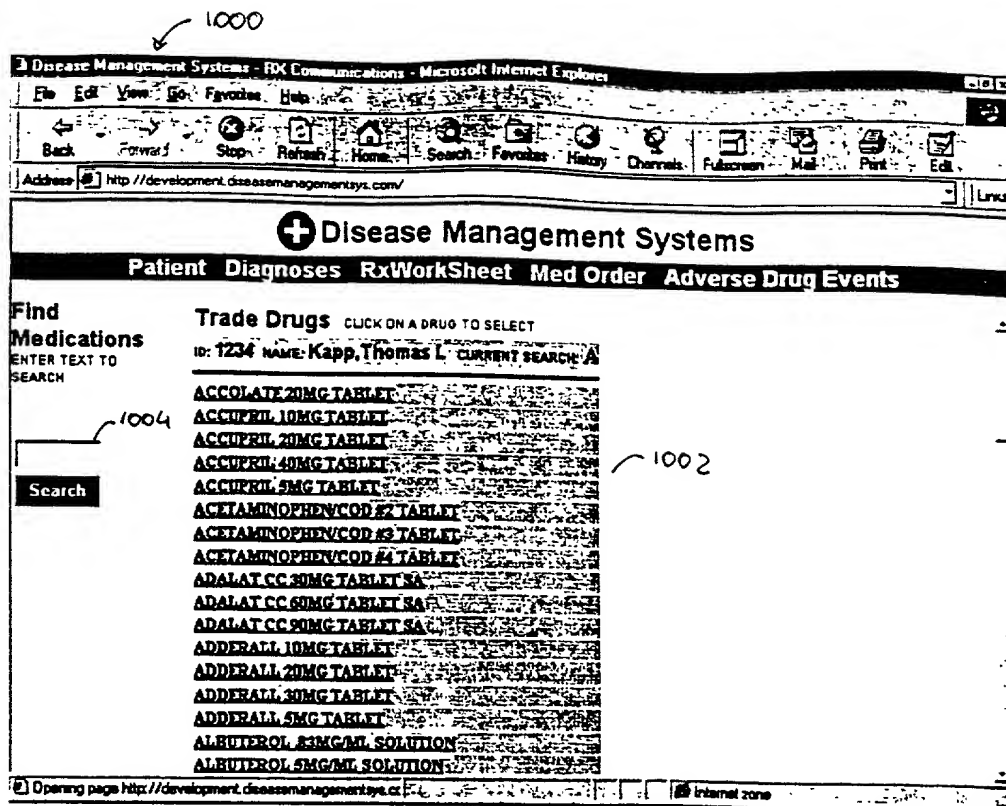 1000
Disease Management Systems - RX Communications - Microsoft Internet Explorer
File Edit View Go Favorites Help
Back Forward Stop Refresh Home Search Favorites History Channels Fullscreen Mail Print Edit
Address http://development.diseasemanagementsys.com/ Links
Disease Management Systems
Patient Diagnoses RxWorkSheet Med Order Adverse Drug Events
Find Medications
ENTER TEXT TO SEARCH
1004
Search
Trade Drugs CLICK ON A DRUG TO SELECT
ID: 1234 NAME: Kapp,Thomas L CURRENT SEARCH: A
ACCOLATE 20MG TABLET
ACCUPRIL 10MG TABLET
ACCUPRIL 20MG TABLET
ACCUPRIL 40MG TABLET
ACCUPRIL 5MG TABLET
ACETAMINOPHEN/COD #2 TABLET
ACETAMINOPHEN/COD #3 TABLET
ACETAMINOPHEN/COD #4 TABLET
ADALAT CC 30MG TABLET SA
ADALAT CC 60MG TABLET SA
ADALAT CC 90MG TABLET SA
ADDERALL 10MG TABLET
ADDERALL 20MG TABLET
ADDERALL 30MG TABLET
ADDERALL 5MG TABLET
ALBUTEROL .83MG/ML SOLUTION
ALBUTEROL 5MG/ML SOLUTION
1002
Opening page http://development.diseasemanagementsys.co Internet zone